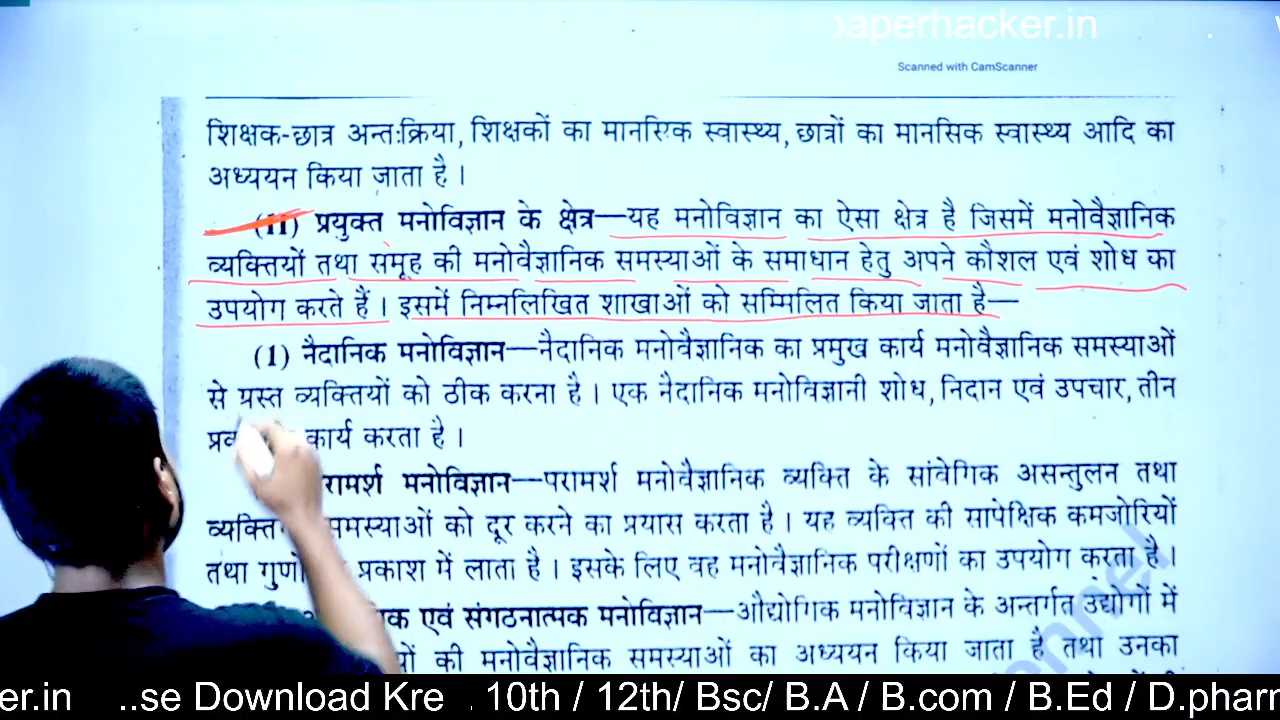 paperhacker.in
Scanned with CamScanner
शिक्षक-छात्र अन्तःक्रिया, शिक्षकों का मानसिक स्वास्थ्य, छात्रों का मानसिक स्वास्थ्य आदि का
अध्ययन किया जाता है।
(II) प्रयुक्त मनोविज्ञान के क्षेत्र—यह मनोविज्ञान का ऐसा क्षेत्र है जिसमें मनोवैज्ञानिक
व्यक्तियों तथा समूह की मनोवैज्ञानिक समस्याओं के समाधान हेतु अपने कौशल एवं शोध का
उपयोग करते हैं। इसमें निम्नलिखित शाखाओं को सम्मिलित किया जाता है—
(1) नैदानिक मनोविज्ञान—नैदानिक मनोवैज्ञानिक का प्रमुख कार्य मनोवैज्ञानिक समस्याओं
से ग्रस्त व्यक्तियों को ठीक करना है। एक नैदानिक मनोविज्ञानी शोध, निदान एवं उपचार, तीन
कार्य करता है।
मनोविज्ञान—परामर्श मनोवैज्ञानिक व्यक्ति के सांवेगिक असन्तुलन तथा
समस्याओं को दूर करने का प्रयास करता है। यह व्यक्ति की सापेक्षिक कमजोरियों
तथा प्रकाश में लाता है। इसके लिए वह मनोवैज्ञानिक परीक्षणों का उपयोग करता है।
एवं संगठनात्मक मनोविज्ञान—औद्योगिक मनोविज्ञान के अन्तर्गत उद्योगों में
की मनोवैज्ञानिक समस्याओं का अध्ययन किया जाता है तथा उनका
er.in ..se Download Kre . 10th / 12th/ Bsc/ B.A / B.com / B.Ed / D.pharm